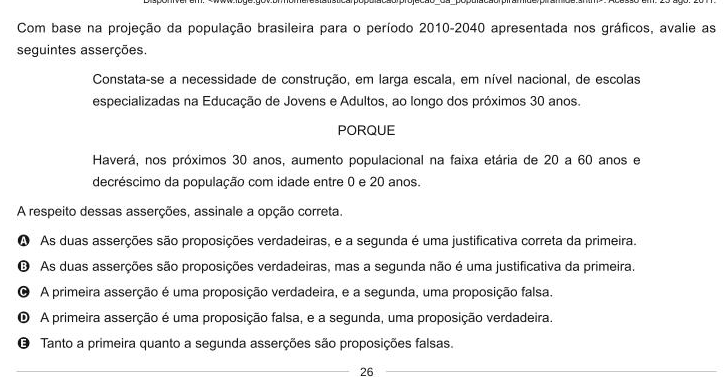 Disponível em: <www.ibge.gov.br/home/estatistica/populacao/projecao_da_populacao/piramide/piramide.shtm>. Acesso em: 23 ago. 2011.
Com base na projeção da população brasileira para o período 2010-2040 apresentada nos gráficos, avalie as
seguintes asserções.
Constata-se a necessidade de construção, em larga escala, em nível nacional, de escolas
especializadas na Educação de Jovens e Adultos, ao longo dos próximos 30 anos.
PORQUE
Haverá, nos próximos 30 anos, aumento populacional na faixa etária de 20 a 60 anos e
decréscimo da população com idade entre 0 e 20 anos.
A respeito dessas asserções, assinale a opção correta.
A As duas asserções são proposições verdadeiras, e a segunda é uma justificativa correta da primeira.
B As duas asserções são proposições verdadeiras, mas a segunda não é uma justificativa da primeira.
C A primeira asserção é uma proposição verdadeira, e a segunda, uma proposição falsa.
D A primeira asserção é uma proposição falsa, e a segunda, uma proposição verdadeira.
E Tanto a primeira quanto a segunda asserções são proposições falsas.
26